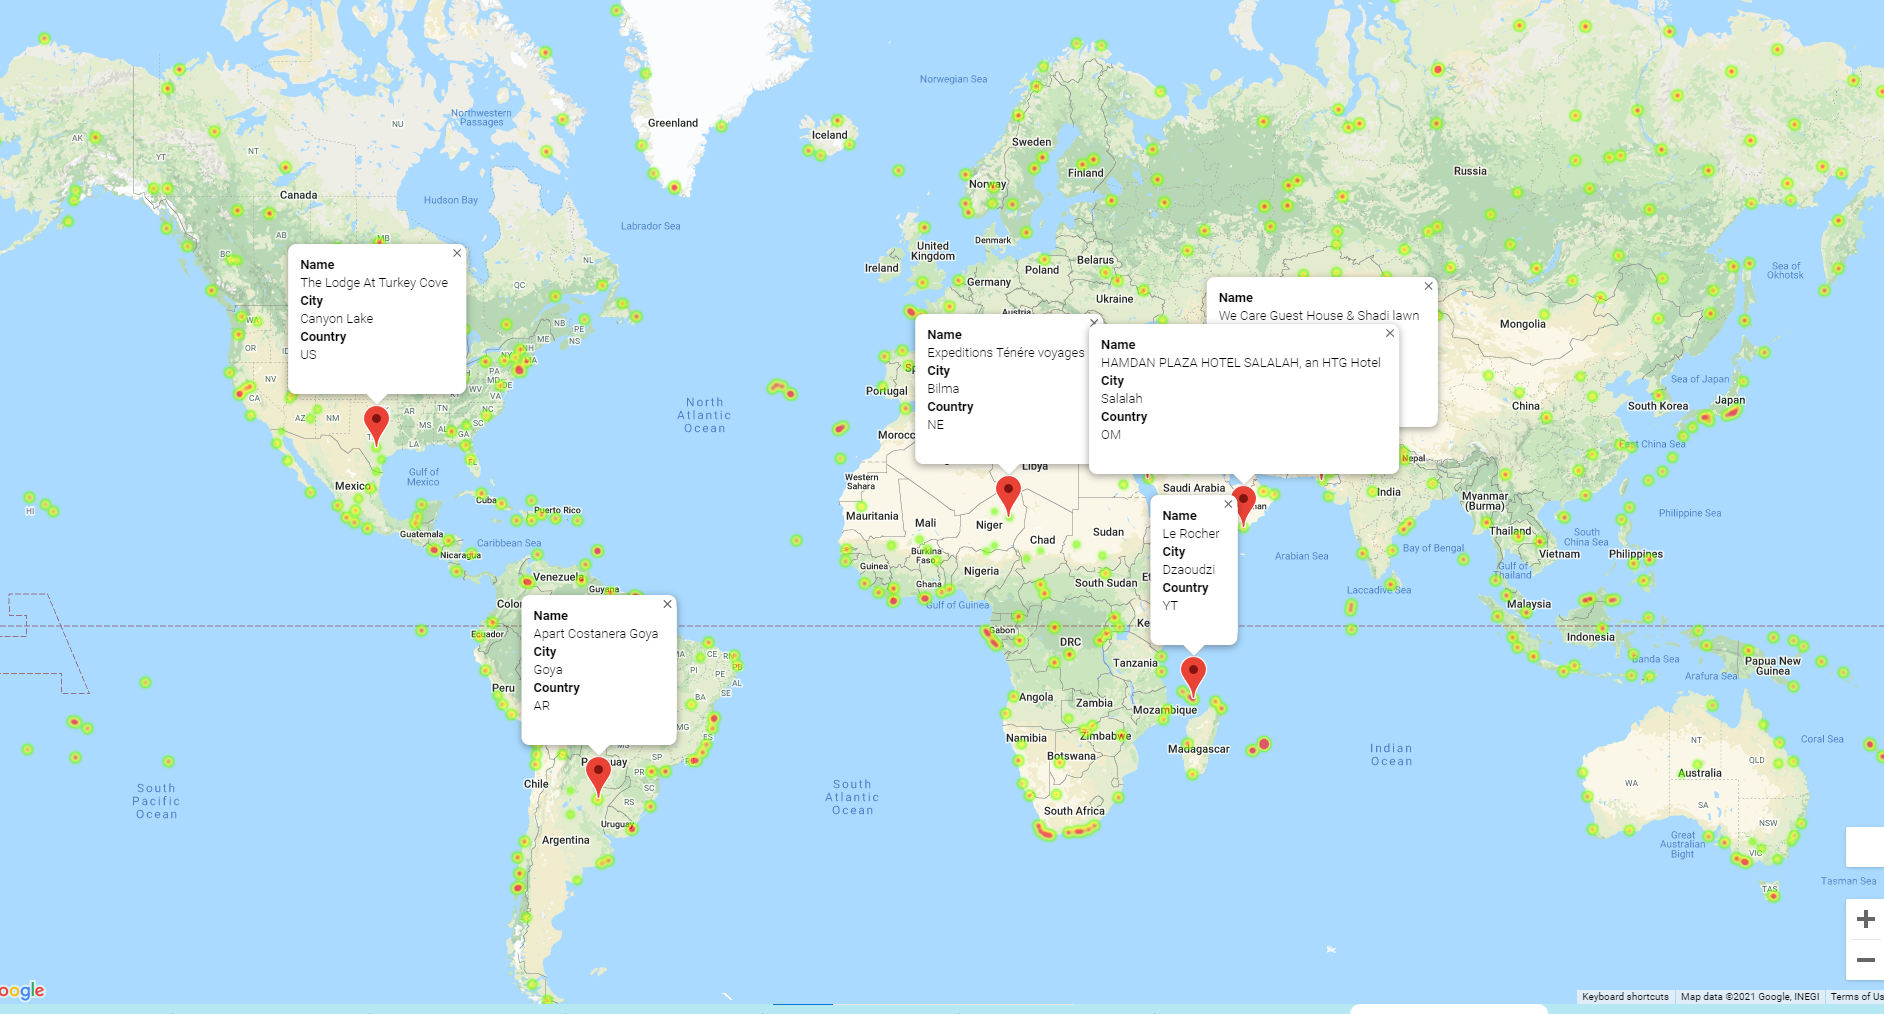 Greenland
Iceland
Norwegian Sea
Sweden
Finland
Norway
Russia
AK
YT
NT
NU
Northwestern
Passages
Canada
Hudson Bay
Labrador Sea
BC
AB
MB
QC
NL
United
Kingdom
Ireland
Denmark
Poland
Belarus
Germany
Ukraine
Austria
Sea of
Okhotsk
Mongolia
Name
The Lodge At Turkey Cove
City
Canyon Lake
Country
US
Name
We Care Guest House & Shadi lawn
Name
Expeditions Ténére voyages
City
Bilma
Country
NE
Name
HAMDAN PLAZA HOTEL SALALAH, an HTG Hotel
City
Salalah
Country
OM
Name
Le Rocher
City
Dzaoudzi
Country
YT
Name
Apart Costanera Goya
City
Goya
Country
AR
WA
OR
NV
AZ
NM
AR
TN
MS
LA
AL
GA
SC
NC
WV
VA
MD
DE
NJ
PA
NH
ME
NB
PE
NS
FL
Gulf of
Mexico
Mexico
Cuba
Puerto Rico
Guatemala
Nicaragua
Caribbean Sea
Venezuela
Guyana
Ecuador
Peru
HI
North
Atlantic
Ocean
Portugal
Western
Sahara
Mauritania
Mali
Niger
Libya
Chad
Sudan
Burkina
Faso
Guinea
Ghana
Nigeria
South Sudan
Gulf of Guinea
Gabon
DRC
Tanzania
Angola
Zambia
Mozambique
Namibia
Zimbabwe
Botswana
Madagascar
South Africa
Saudi Arabia
Arabian Sea
Nepal
India
Bay of Bengal
Laccadive Sea
Myanmar
(Burma)
Thailand
Vietnam
Gulf of
Thailand
South
China Sea
Philippines
Philippine Sea
China
South Korea
Japan
Sea of Japan
East China Sea
Malaysia
Indonesia
Banda Sea
Arafura Sea
Papua New
Guinea
Coral Sea
Indian
Ocean
Australia
NT
QLD
WA
SA
NSW
VIC
TAS
Great
Australian
Bight
Tasman Sea
MA
CE
RN
PB
PE
AL
SE
BA
MG
ES
MS
PR
SC
RS
Chile
Uruguay
Argentina
South
Pacific
Ocean
South
Atlantic
Ocean
Keyboard shortcuts
Map data ©2021 Google, INEGI